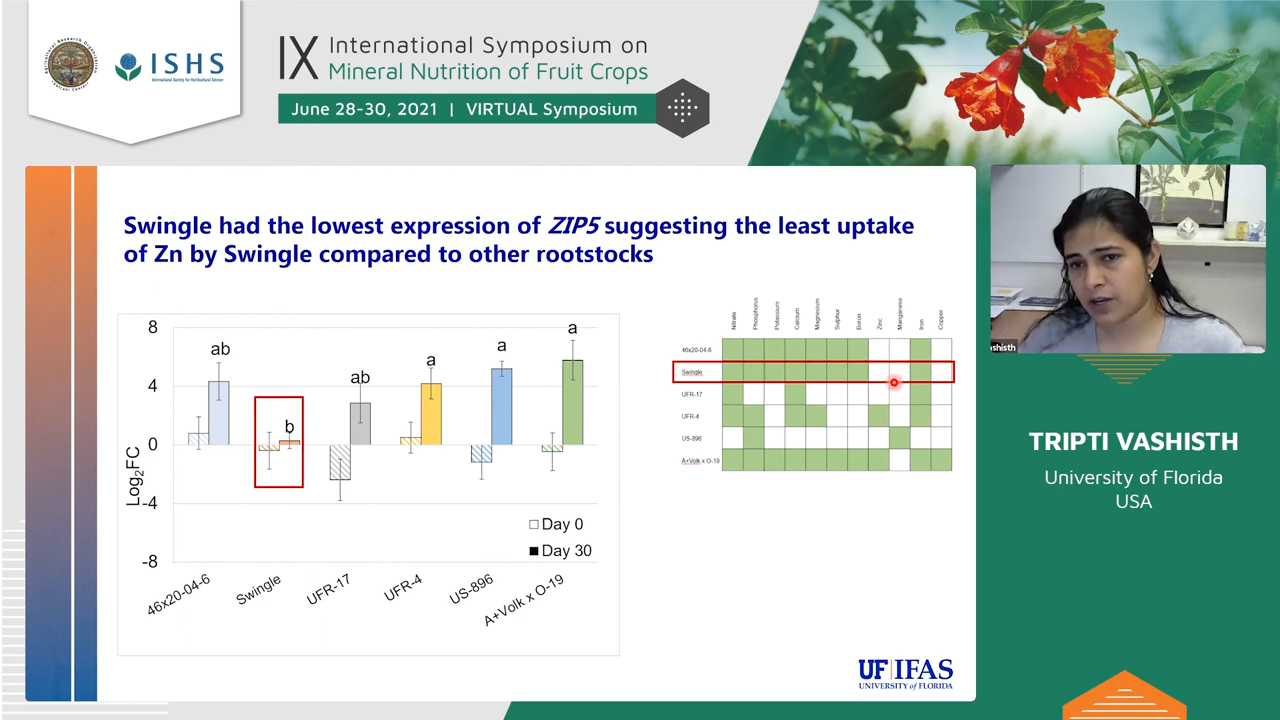 ISHS
International Society for Horticultural Science
IX International Symposium on
Mineral Nutrition of Fruit Crops
June 28-30, 2021 | VIRTUAL Symposium
Swingle had the lowest expression of ZIP5 suggesting the least uptake
of Zn by Swingle compared to other rootstocks
8
4
0
-4
-8
Log2FC
ab
b
ab
a
a
a
Day 0
Day 30
46x20-04-6
Swingle
UFR-17
UFR-4
US-896
A+Volk x O-19
Nitrate
Phosphorus
Potassium
Calcium
Magnesium
Sulphur
Boron
Zinc
Manganese
Iron
Copper
46x20-04-6
Swingle
UFR-17
UFR-4
US-896
A+Volk x O-19
UF|IFAS
UNIVERSITY of FLORIDA
ashisth
TRIPTI VASHISTH
University of Florida
USA